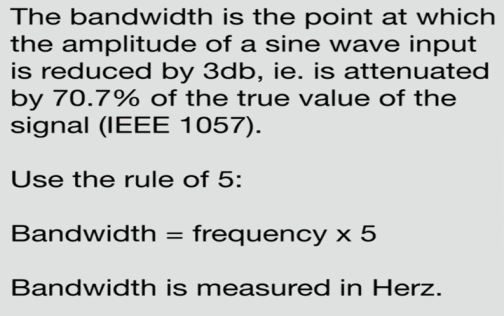 The bandwidth is the point at which
the amplitude of a sine wave input
is reduced by 3db, ie. is attenuated
by 70.7% of the true value of the
signal (IEEE 1057).
Use the rule of 5:
Bandwidth = frequency x 5
Bandwidth is measured in Herz.